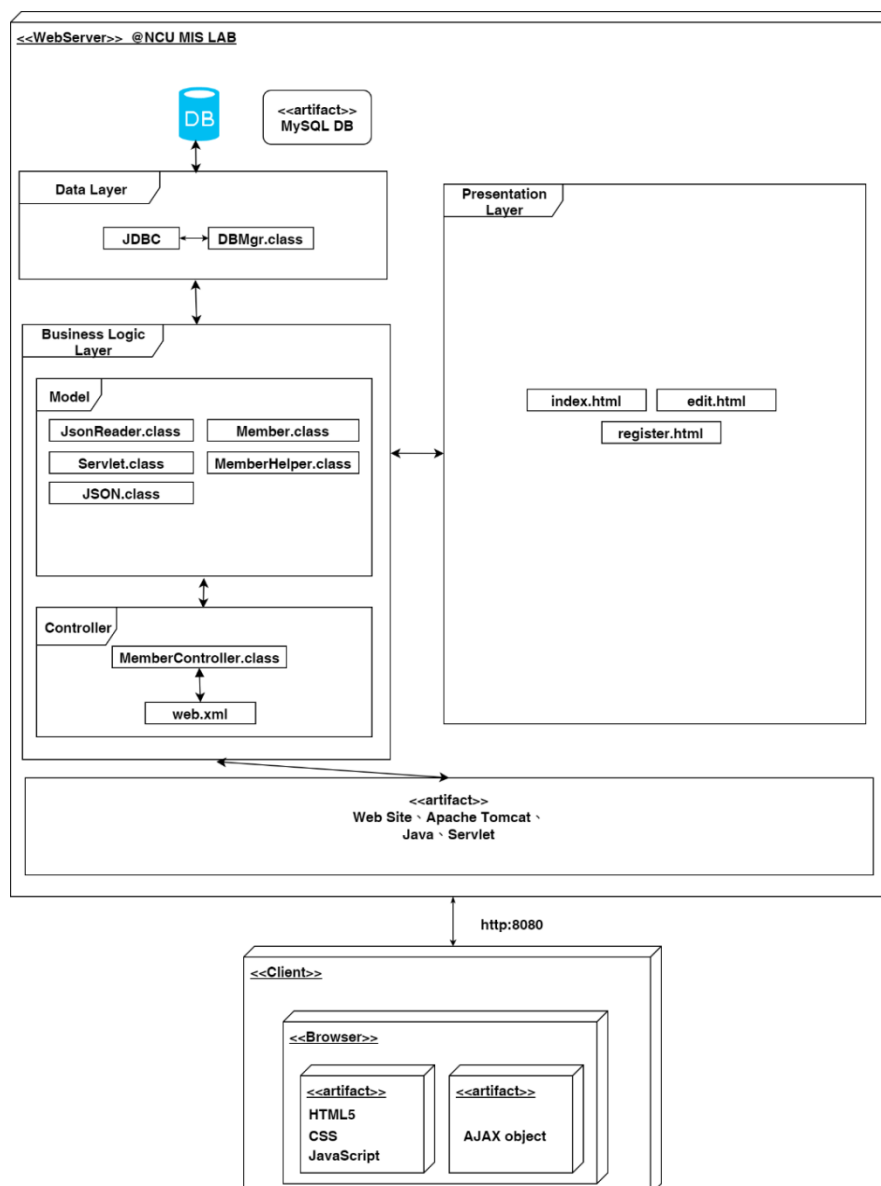 <<WebServer>> @NCU MIS LAB
DB
<<artifact>>
MySQL DB
Data Layer
JDBC
DBMgr.class
Presentation
Layer
Business Logic
Layer
Model
JsonReader.class
Member.class
Servlet.class
MemberHelper.class
JSON.class
index.html
edit.html
register.html
Controller
MemberController.class
web.xml
<<artifact>>
Web Site、Apache Tomcat、
Java、Servlet
http:8080
<<Client>>
<<Browser>>
<<artifact>>
HTML5
CSS
JavaScript
<<artifact>>
AJAX object